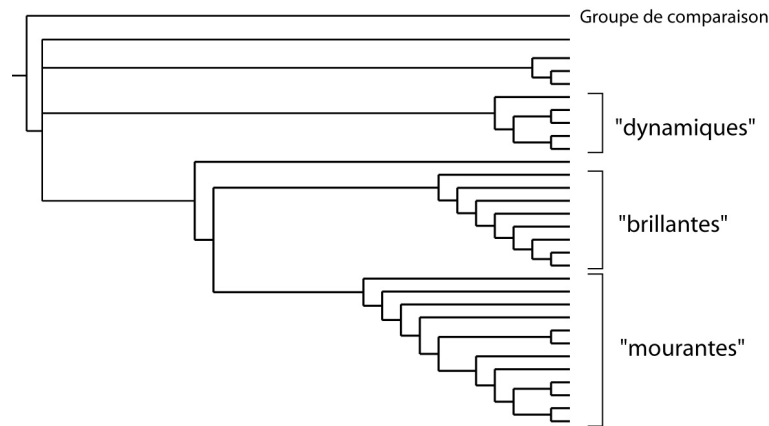 Groupe de comparaison
"dynamiques"
"brillantes"
"mourantes"